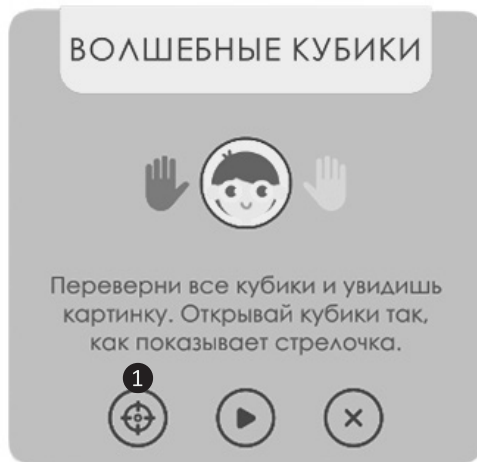 ВОЛШЕБНЫЕ КУБИКИ
Переверни все кубики и увидишь
картинку. Открывай кубики так,
как показывает стрелочка.
1